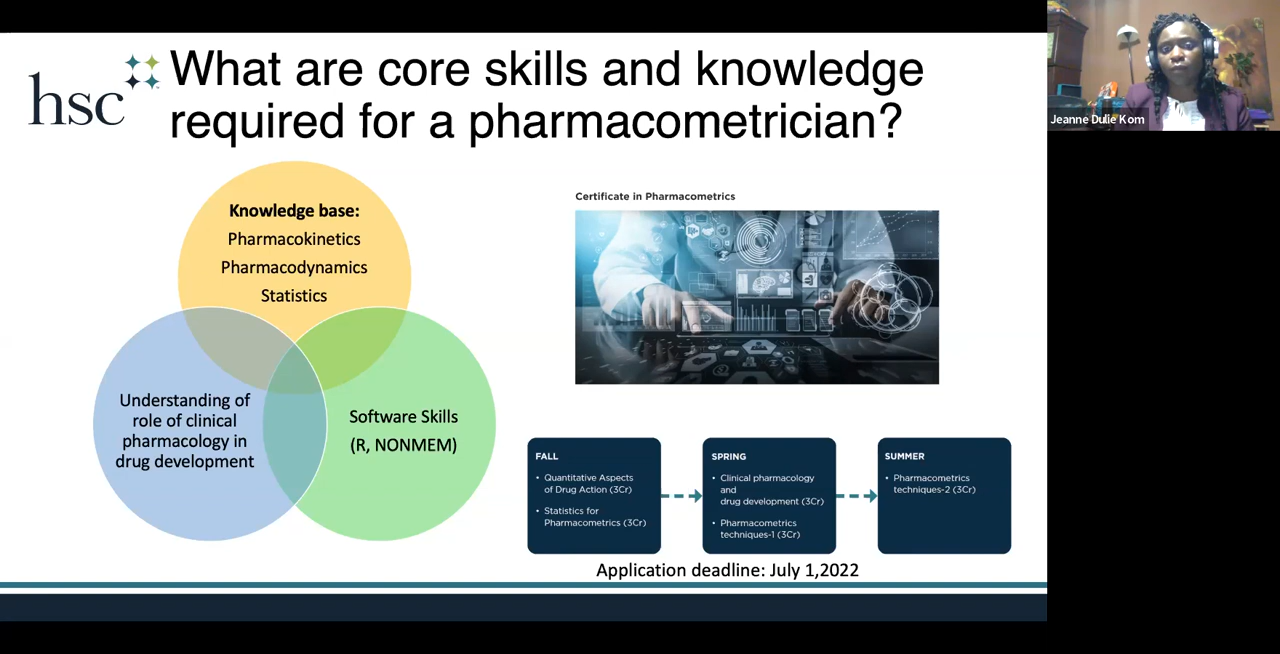 hsc
What are core skills and knowledge
required for a pharmacometrician?
Jeanne Dulie Kom
Knowledge base:
Pharmacokinetics
Pharmacodynamics
Statistics
Understanding of
role of clinical
pharmacology in
drug development
Software Skills
(R, NONMEM)
Certificate in Pharmacometrics
FALL
• Quantitative Aspects
of Drug Action (3Cr)
• Statistics for
Pharmacometrics (3Cr)
SPRING
• Clinical pharmacology
and
drug development (3Cr)
• Pharmacometrics
techniques-1 (3Cr)
SUMMER
• Pharmacometrics
techniques-2 (3Cr)
Application deadline: July 1,2022